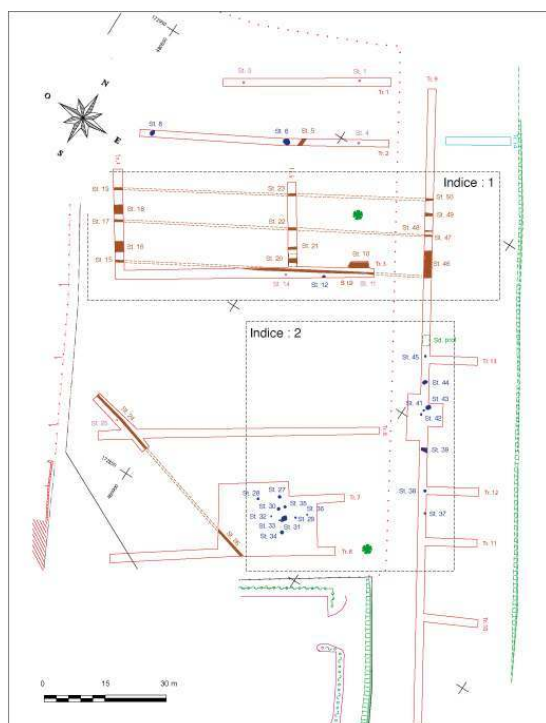 St. 3
St. 1
Tr.1
Tr.9
N
O
E
S
St. 8
St. 6
St. 5
St. 4
Tr.2
Indice : 1
St. 19
St. 23
St. 50
St. 18
St. 49
St. 17
St. 22
St. 48
St. 47
St. 16
St. 21
St. 20
St. 10
Tr.3
St. 46
St. 15
St. 14
St. 12
St. 11
Indice : 2
St. 45
Tr. 13
St. 44
St. 43
St. 41
St. 42
St. 25
St. 24
St. 39
St. 28
St. 27
St. 38
Tr. 12
Tr. 7
St. 30
St. 35
St. 36
St. 32
St. 29
St. 33
St. 31
St. 37
St. 34
St. 26
Tr. 11
Tr. 10
0
15
30 m